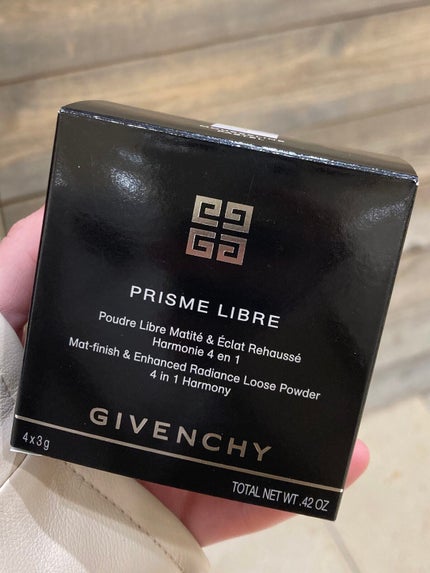 PRISME LIBRE
Poudre Libre Matité & Éclat Rehaussé
Harmonie 4 en 1
Mat-finish & Enhanced Radiance Loose Powder
4 in 1 Harmony
GIVENCHY
4 x 3 g
TOTAL NET WT .42 OZ